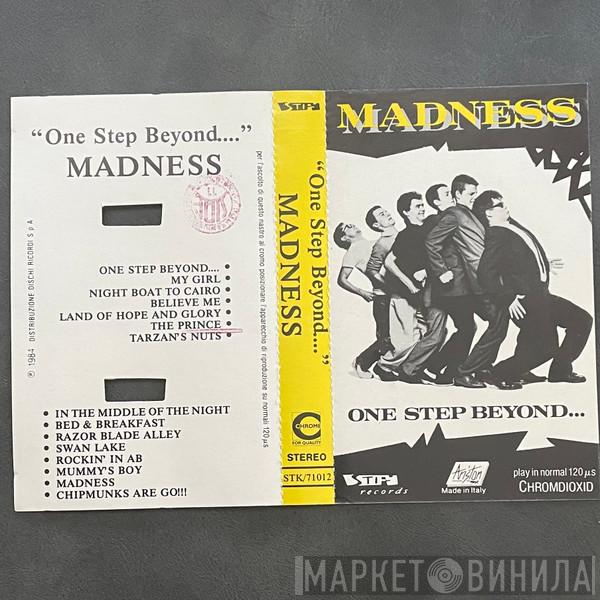 "One Step Beyond...."
MADNESS
ONE STEP BEYOND.... •
MY GIRL •
NIGHT BOAT TO CAIRO •
BELIEVE ME •
LAND OF HOPE AND GLORY •
THE PRINCE •
TARZAN'S NUTS •
• IN THE MIDDLE OF THE NIGHT
• BED & BREAKFAST
• RAZOR BLADE ALLEY
• SWAN LAKE
• ROCKIN' IN AB
• MUMMY'S BOY
• MADNESS
• CHIPMUNKS ARE GO!!!
℗ 1984 DISTRIBUZIONE DISCHI RICORDI S p A
per l'ascolto di questo nastro al cromo posizionare l'apparecchio di riproduzione su normali 120 µs
STIFF
"One Step Beyond...."
MADNESS
CHROME
FOR QUALITY
STEREO
STK/71012
MADNESS
ONE STEP BEYOND...
STIFF
records
Ariston
Made in Italy
play in normal 120 µs
CHROMDIOXID
МАРКЕТ ВИНИЛА